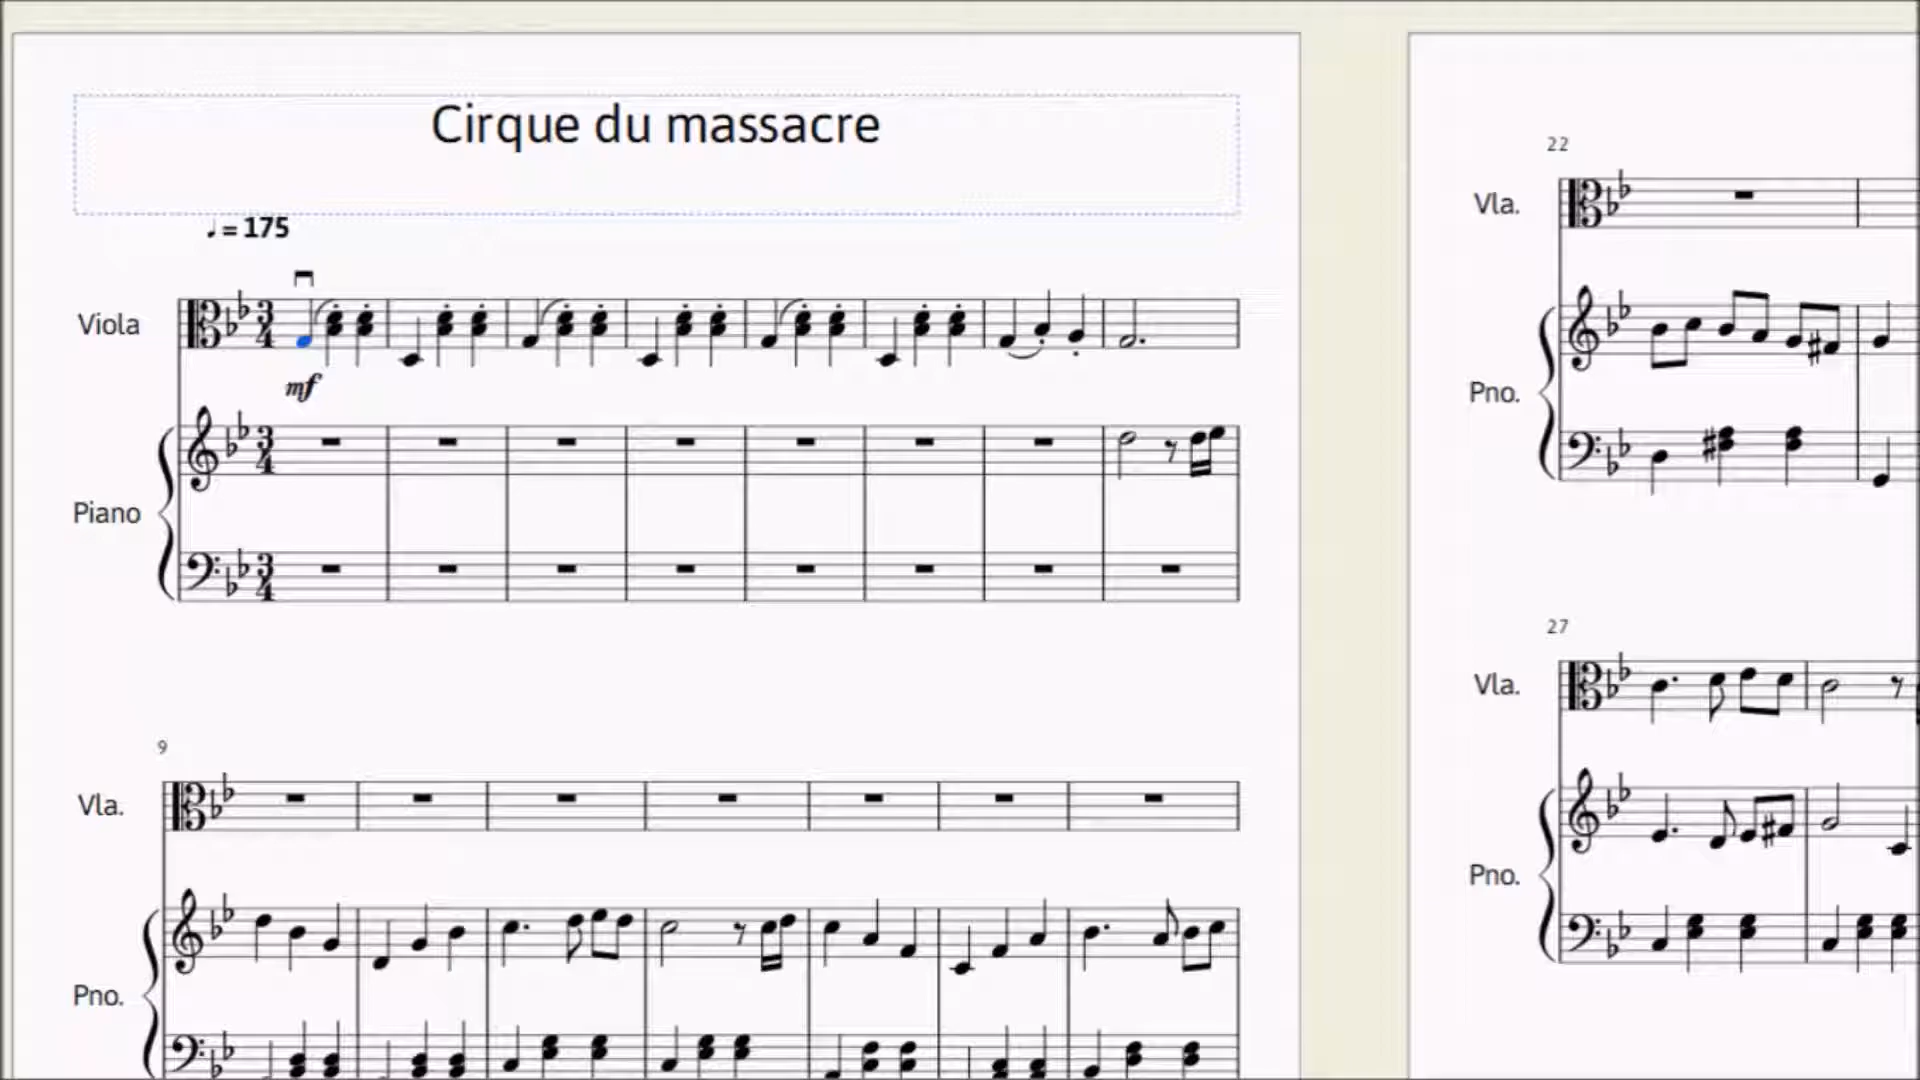 Cirque du massacre
♩ = 175
Viola
mf
Piano
9
Vla.
Pno.
22
Vla.
Pno.
27
Vla.
Pno.